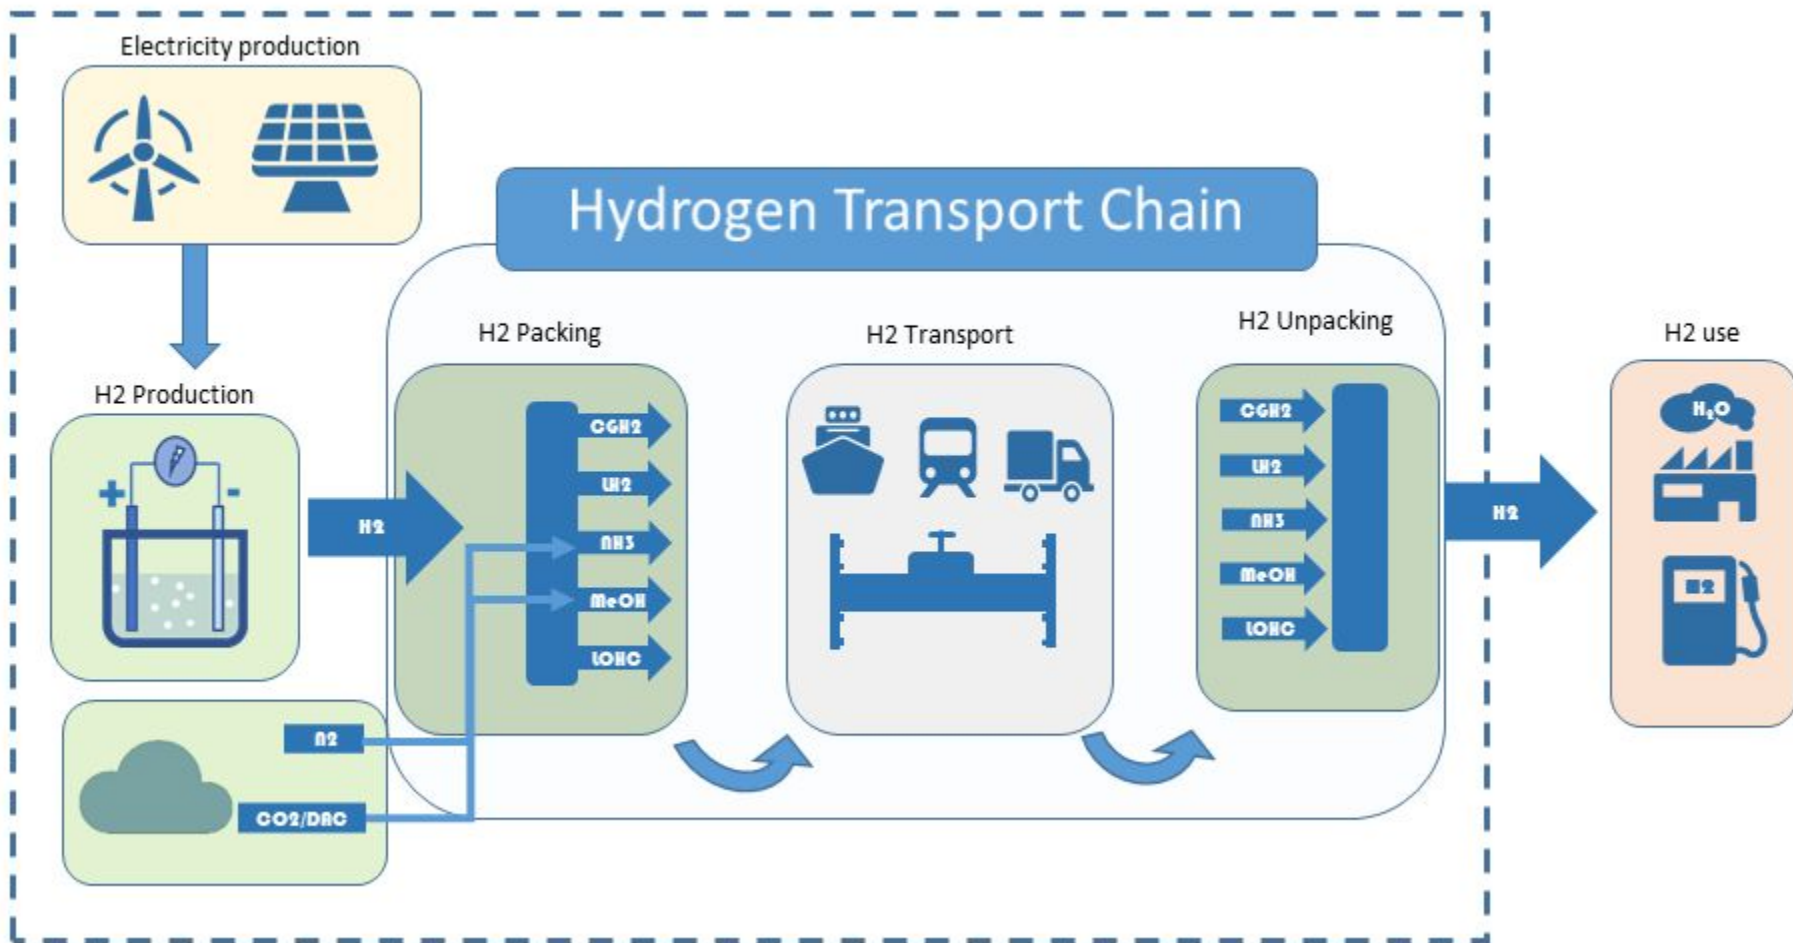 Electricity production
Hydrogen Transport Chain
H2 Packing
H2 Transport
H2 Unpacking
H2 use
H2 Production
+
-
H2
CGH2
LH2
NH3
MeOH
LOHC
CGH2
LH2
NH3
MeOH
LOHC
H2
H₂O
H2
N2
CO2/DAC